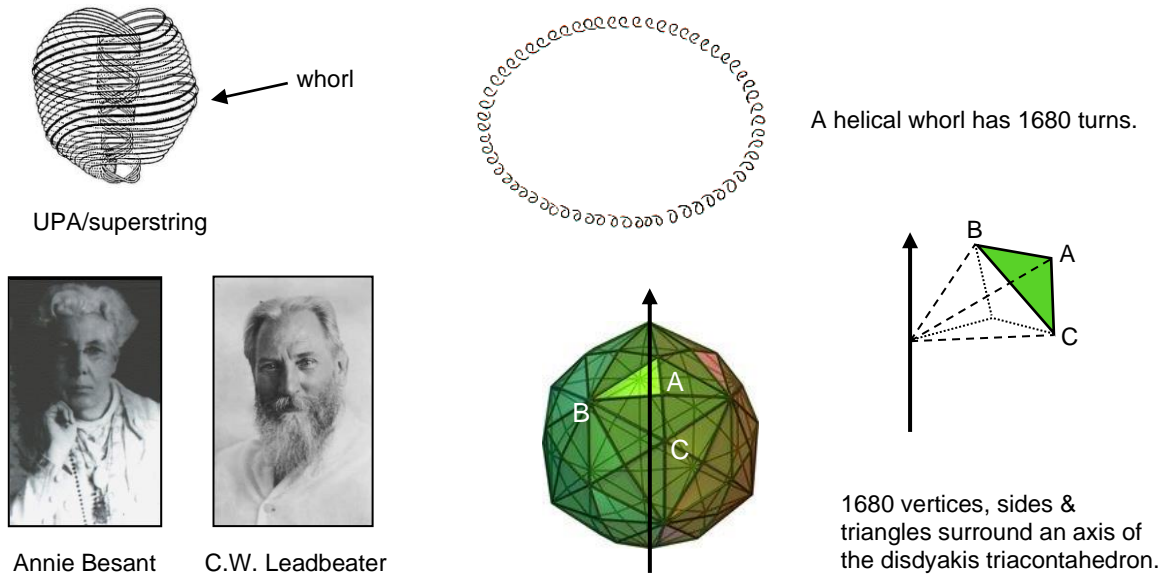 whorl
A helical whorl has 1680 turns.
UPA/superstring
B
A
C
A
B
C
1680 vertices, sides &
triangles surround an axis of
the disdyakis triacontahedron.
Annie Besant
C.W. Leadbeater